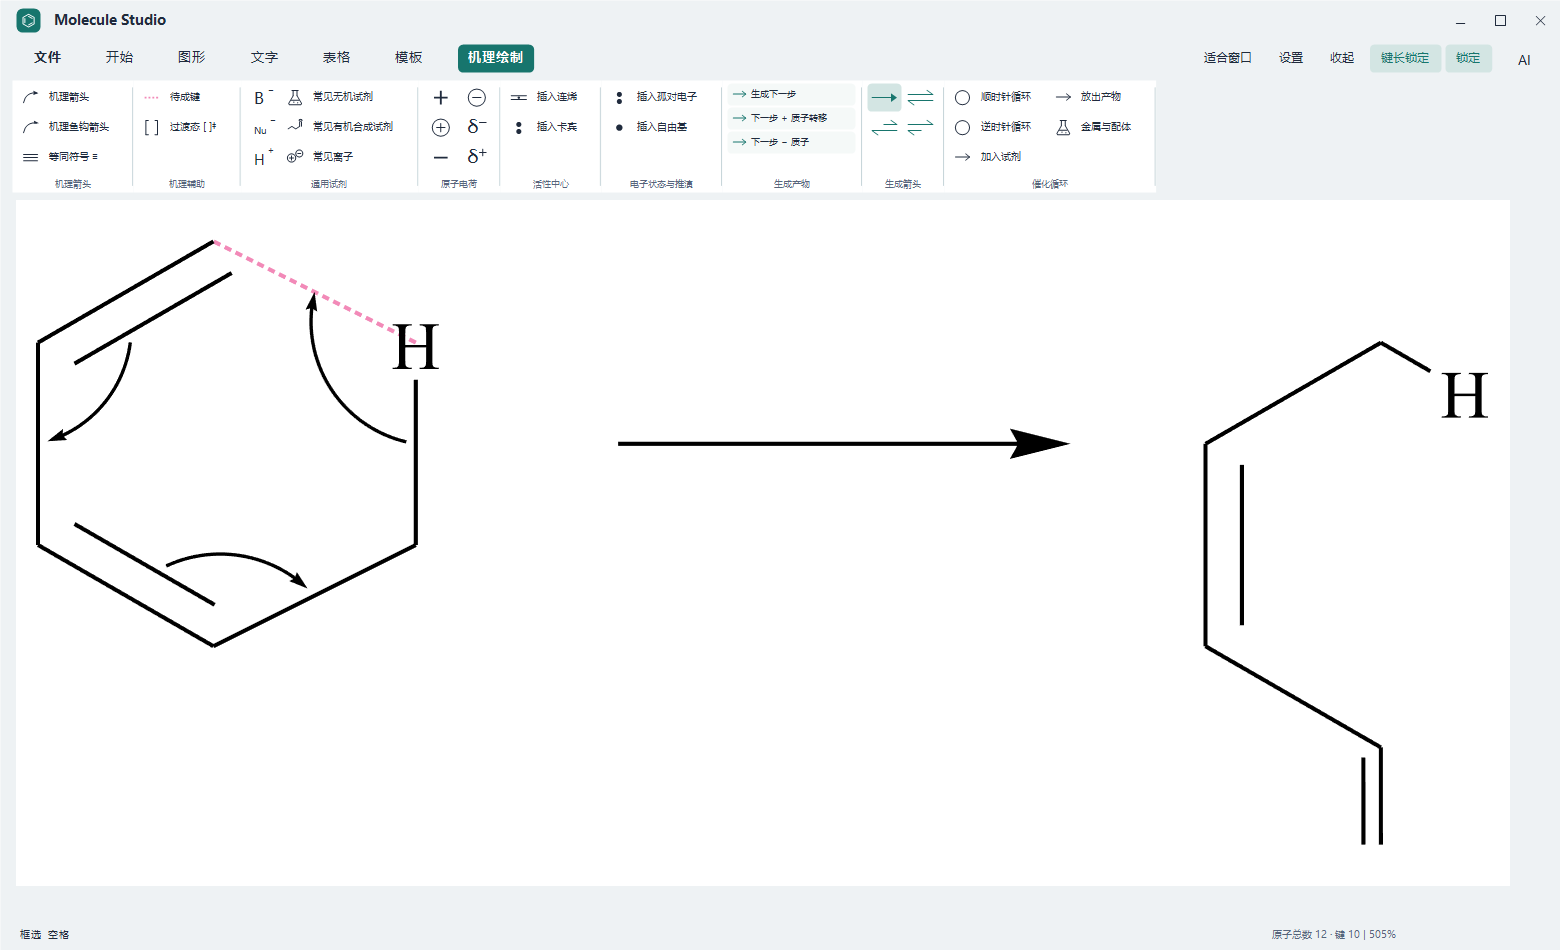 Molecule Studio
文件 开始 图形 文字 表格 模板 机理绘制 适合窗口 设置 收起 键长锁定 锁定 AI
机理箭头
机理鱼钩箭头
等同符号 ≡
机理箭头
待成键
过渡态 [ ]‡
机理辅助
B⁻ 常见无机试剂
Nu⁻ 常见有机合成试剂
H⁺ 常见离子
通用试剂
+ ⊖
⊕ δ⁻
− δ⁺
原子电荷
插入连烯
插入卡宾
活性中心
插入孤对电子
插入自由基
电子状态与推演
生成下一步
下一步 + 质子转移
下一步 − 质子
生成产物
生成箭头
顺时针循环 放出产物
逆时针循环 金属与配体
加入试剂
催化循环
H
H
框选 空格
原子总数 12 · 键 10 | 505%